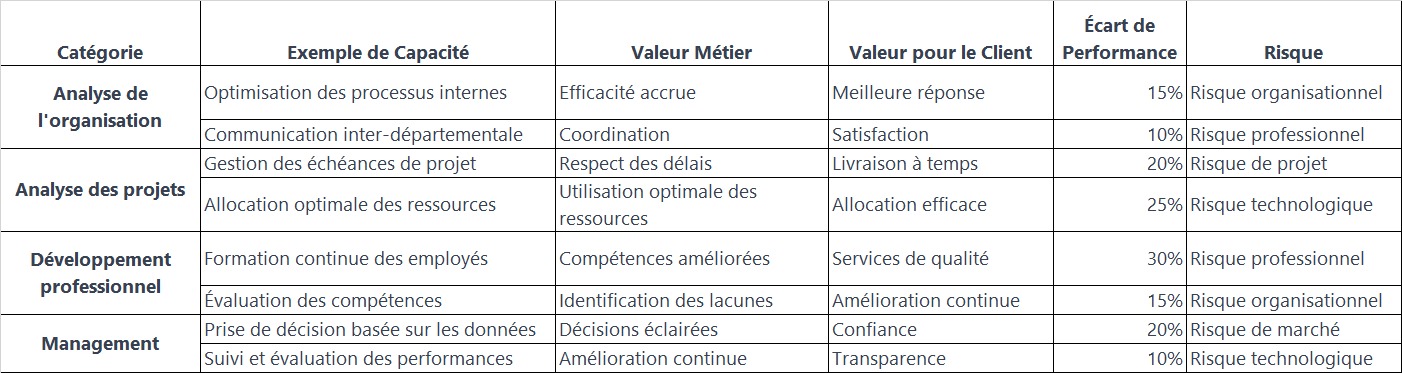 Catégorie Exemple de Capacité Valeur Métier Valeur pour le Client Écart de Performance Risque
Analyse de l'organisation Optimisation des processus internes Efficacité accrue Meilleure réponse 15% Risque organisationnel
Communication inter-départementale Coordination Satisfaction 10% Risque professionnel
Analyse des projets Gestion des échéances de projet Respect des délais Livraison à temps 20% Risque de projet
Allocation optimale des ressources Utilisation optimale des ressources Allocation efficace 25% Risque technologique
Développement professionnel Formation continue des employés Compétences améliorées Services de qualité 30% Risque professionnel
Évaluation des compétences Identification des lacunes Amélioration continue 15% Risque organisationnel
Management Prise de décision basée sur les données Décisions éclairées Confiance 20% Risque de marché
Suivi et évaluation des performances Amélioration continue Transparence 10% Risque technologique